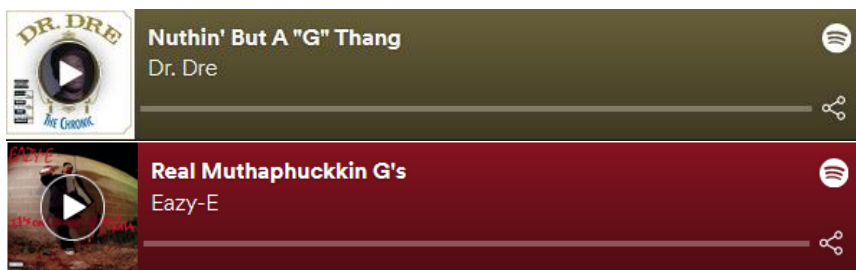 DR. DRE
THE CHRONIC
Nuthin' But A "G" Thang
Dr. Dre
EAZY-E
Real Muthaphuckkin G's
Eazy-E